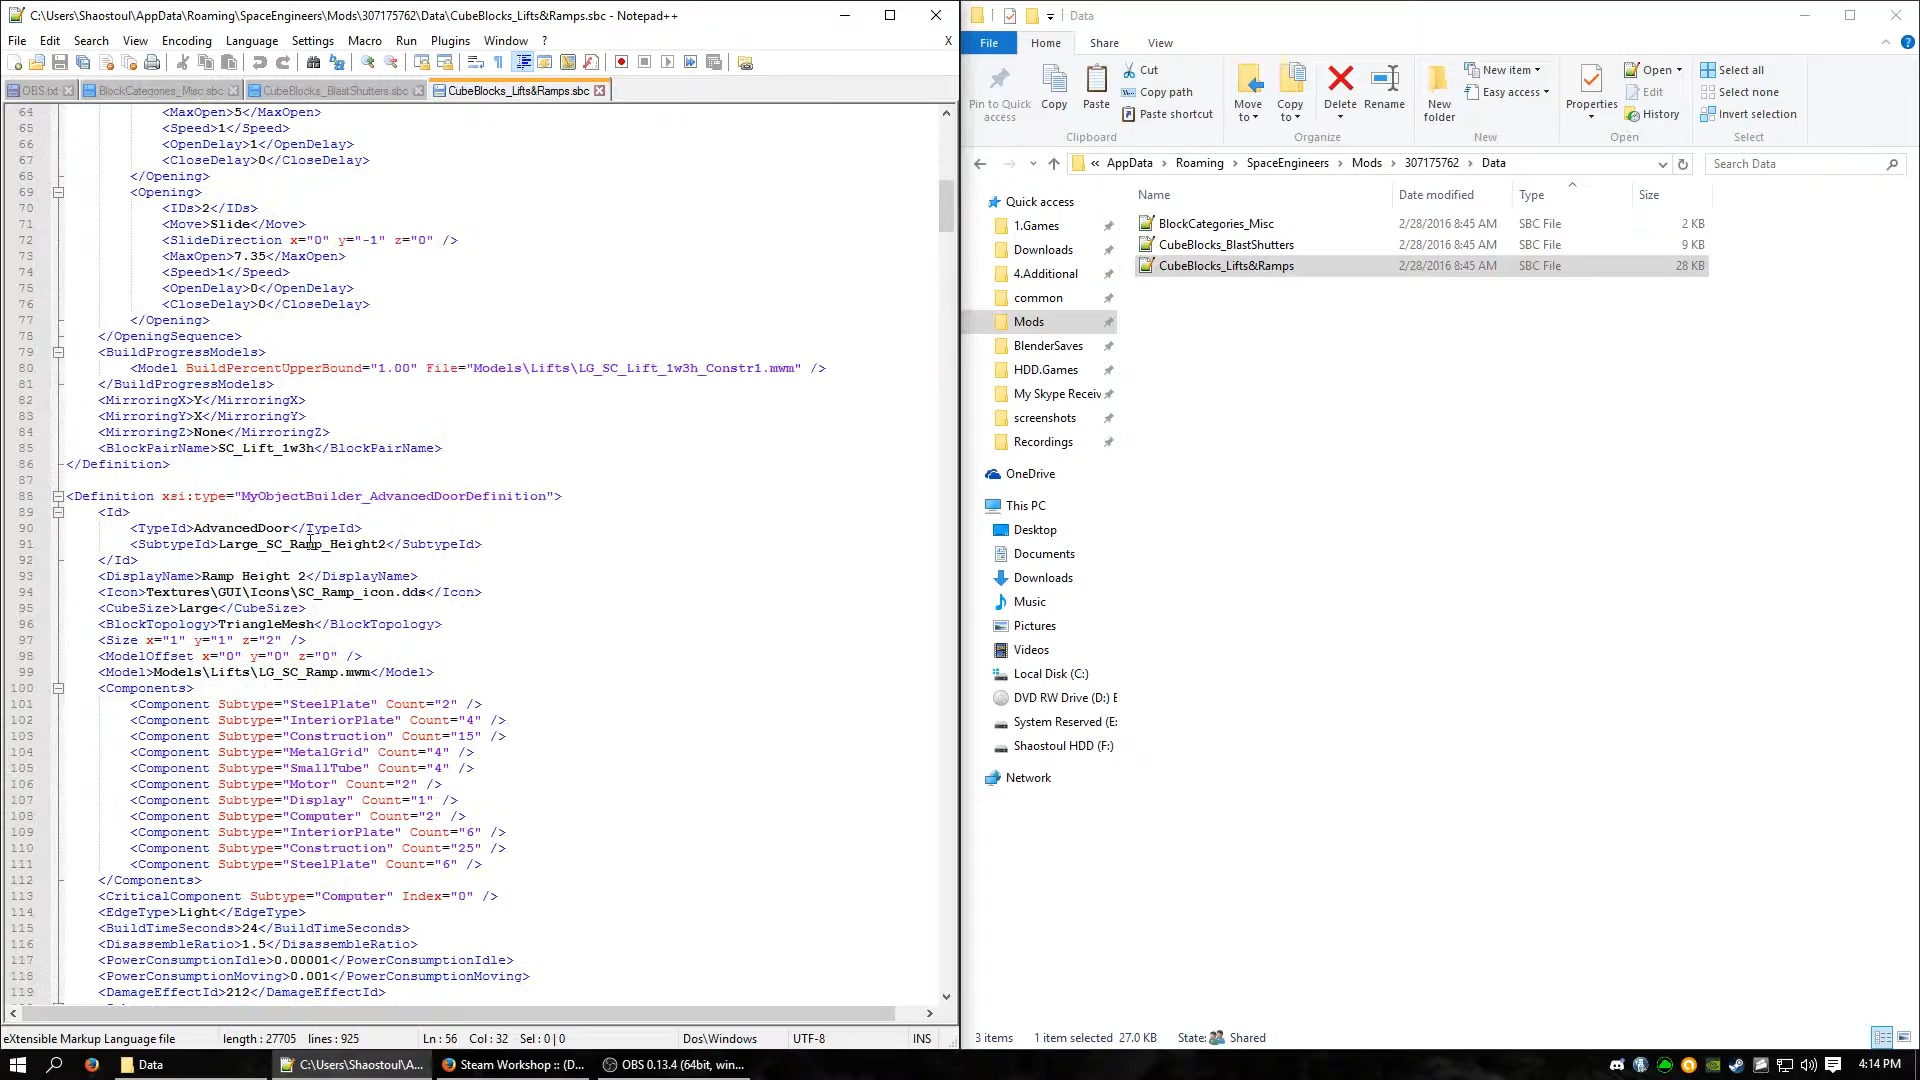 C:\Users\Shaostoul\AppData\Roaming\SpaceEngineers\Mods\307175762\Data\CubeBlocks_Lifts&Ramps.sbc - Notepad++
File Edit Search View Encoding Language Settings Macro Run Plugins Window ? X
OBS.txt BlockCategories_Misc.sbc CubeBlocks_BlastShutters.sbc CubeBlocks_Lifts&Ramps.sbc
64 <MaxOpen>5</MaxOpen>
65 <Speed>1</Speed>
66 <OpenDelay>1</OpenDelay>
67 <CloseDelay>0</CloseDelay>
68 </Opening>
69 <Opening>
70 <IDs>2</IDs>
71 <Move>Slide</Move>
72 <SlideDirection x="0" y="-1" z="0" />
73 <MaxOpen>7.35</MaxOpen>
74 <Speed>1</Speed>
75 <OpenDelay>0</OpenDelay>
76 <CloseDelay>0</CloseDelay>
77 </Opening>
78 </OpeningSequence>
79 <BuildProgressModels>
80 <Model BuildPercentUpperBound="1.00" File="Models\Lifts\LG_SC_Lift_1w3h_Constr1.mwm" />
81 </BuildProgressModels>
82 <MirroringX>Y</MirroringX>
83 <MirroringY>X</MirroringY>
84 <MirroringZ>None</MirroringZ>
85 <BlockPairName>SC_Lift_1w3h</BlockPairName>
86 </Definition>
87
88 <Definition xsi:type="MyObjectBuilder_AdvancedDoorDefinition">
89 <Id>
90 <TypeId>AdvancedDoor</TypeId>
91 <SubtypeId>Large_SC_Ramp_Height2</SubtypeId>
92 </Id>
93 <DisplayName>Ramp Height 2</DisplayName>
94 <Icon>Textures\GUI\Icons\SC_Ramp_icon.dds</Icon>
95 <CubeSize>Large</CubeSize>
96 <BlockTopology>TriangleMesh</BlockTopology>
97 <Size x="1" y="1" z="2" />
98 <ModelOffset x="0" y="0" z="0" />
99 <Model>Models\Lifts\LG_SC_Ramp.mwm</Model>
100 <Components>
101 <Component Subtype="SteelPlate" Count="2" />
102 <Component Subtype="InteriorPlate" Count="4" />
103 <Component Subtype="Construction" Count="15" />
104 <Component Subtype="MetalGrid" Count="4" />
105 <Component Subtype="SmallTube" Count="4" />
106 <Component Subtype="Motor" Count="2" />
107 <Component Subtype="Display" Count="1" />
108 <Component Subtype="Computer" Count="2" />
109 <Component Subtype="InteriorPlate" Count="6" />
110 <Component Subtype="Construction" Count="25" />
111 <Component Subtype="SteelPlate" Count="6" />
112 </Components>
113 <CriticalComponent Subtype="Computer" Index="0" />
114 <EdgeType>Light</EdgeType>
115 <BuildTimeSeconds>24</BuildTimeSeconds>
116 <DisassembleRatio>1.5</DisassembleRatio>
117 <PowerConsumptionIdle>0.00001</PowerConsumptionIdle>
118 <PowerConsumptionMoving>0.001</PowerConsumptionMoving>
119 <DamageEffectId>212</DamageEffectId>
eXtensible Markup Language file length : 27705 lines : 925 Ln : 56 Col : 32 Sel : 0 | 0 Dos\Windows UTF-8 INS
Data
File Home Share View
Pin to Quick access
Copy
Paste
Cut
Copy path
Paste shortcut
Move to
Copy to
Delete
Rename
New folder
New item
Easy access
Properties
Open
Edit
History
Select all
Select none
Invert selection
Clipboard Organize New Open Select
« AppData Roaming SpaceEngineers Mods 307175762 Data
Search Data
Name Date modified Type Size
BlockCategories_Misc 2/28/2016 8:45 AM SBC File 2 KB
CubeBlocks_BlastShutters 2/28/2016 8:45 AM SBC File 9 KB
CubeBlocks_Lifts&Ramps 2/28/2016 8:45 AM SBC File 28 KB
Quick access
1.Games
Downloads
4.Additional
common
Mods
BlenderSaves
HDD.Games
My Skype Receiv
screenshots
Recordings
OneDrive
This PC
Desktop
Documents
Downloads
Music
Pictures
Videos
Local Disk (C:)
DVD RW Drive (D:) E
System Reserved (E:
Shaostoul HDD (F:)
Network
3 items 1 item selected 27.0 KB State: Shared
Data
C:\Users\Shaostoul\A...
Steam Workshop :: (D...
OBS 0.13.4 (64bit, win...
4:14 PM